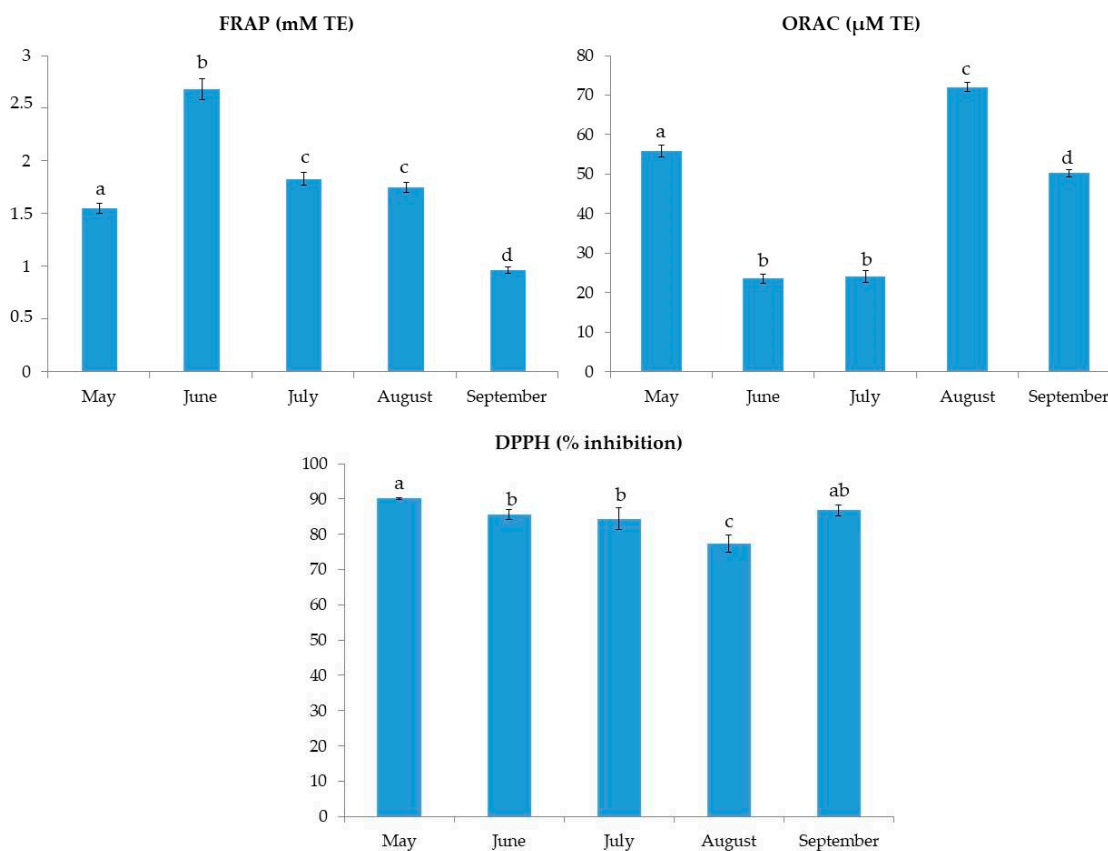 FRAP (mM TE)
3
2.5
2
1.5
1
0.5
0
a
b
c
c
d
May June July August September
ORAC (µM TE)
80
70
60
50
40
30
20
10
0
a
b
b
c
d
May June July August September
DPPH (% inhibition)
100
90
80
70
60
50
40
30
20
10
0
a
b
b
c
ab
May June July August September